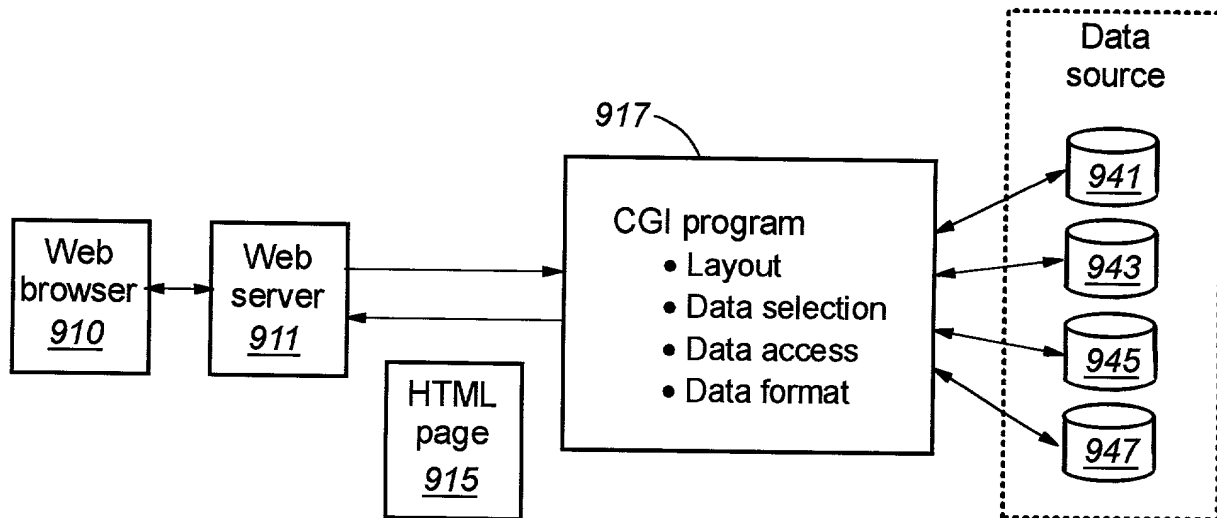 Data
source
917
941
Web
browser
910
Web
server
911
CGI program
• Layout
• Data selection
• Data access
• Data format
943
945
947
HTML
page
915